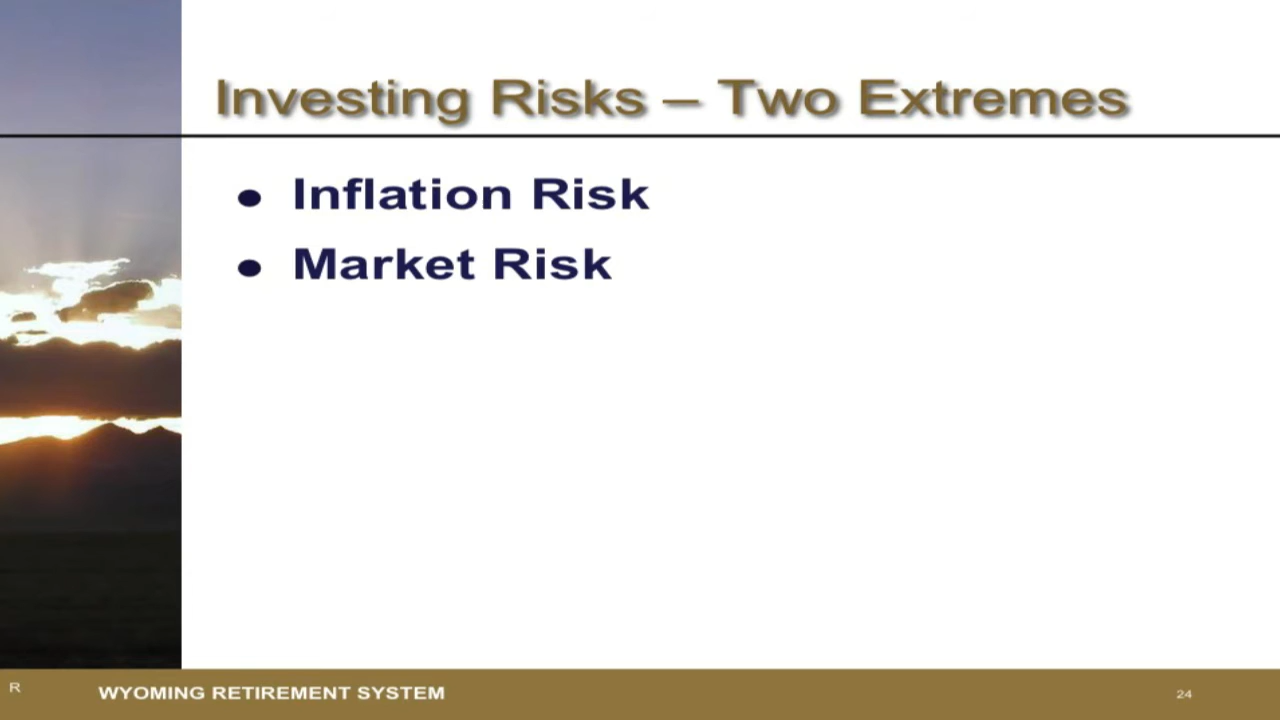 Investing Risks – Two Extremes
● Inflation Risk
● Market Risk
R
WYOMING RETIREMENT SYSTEM
24